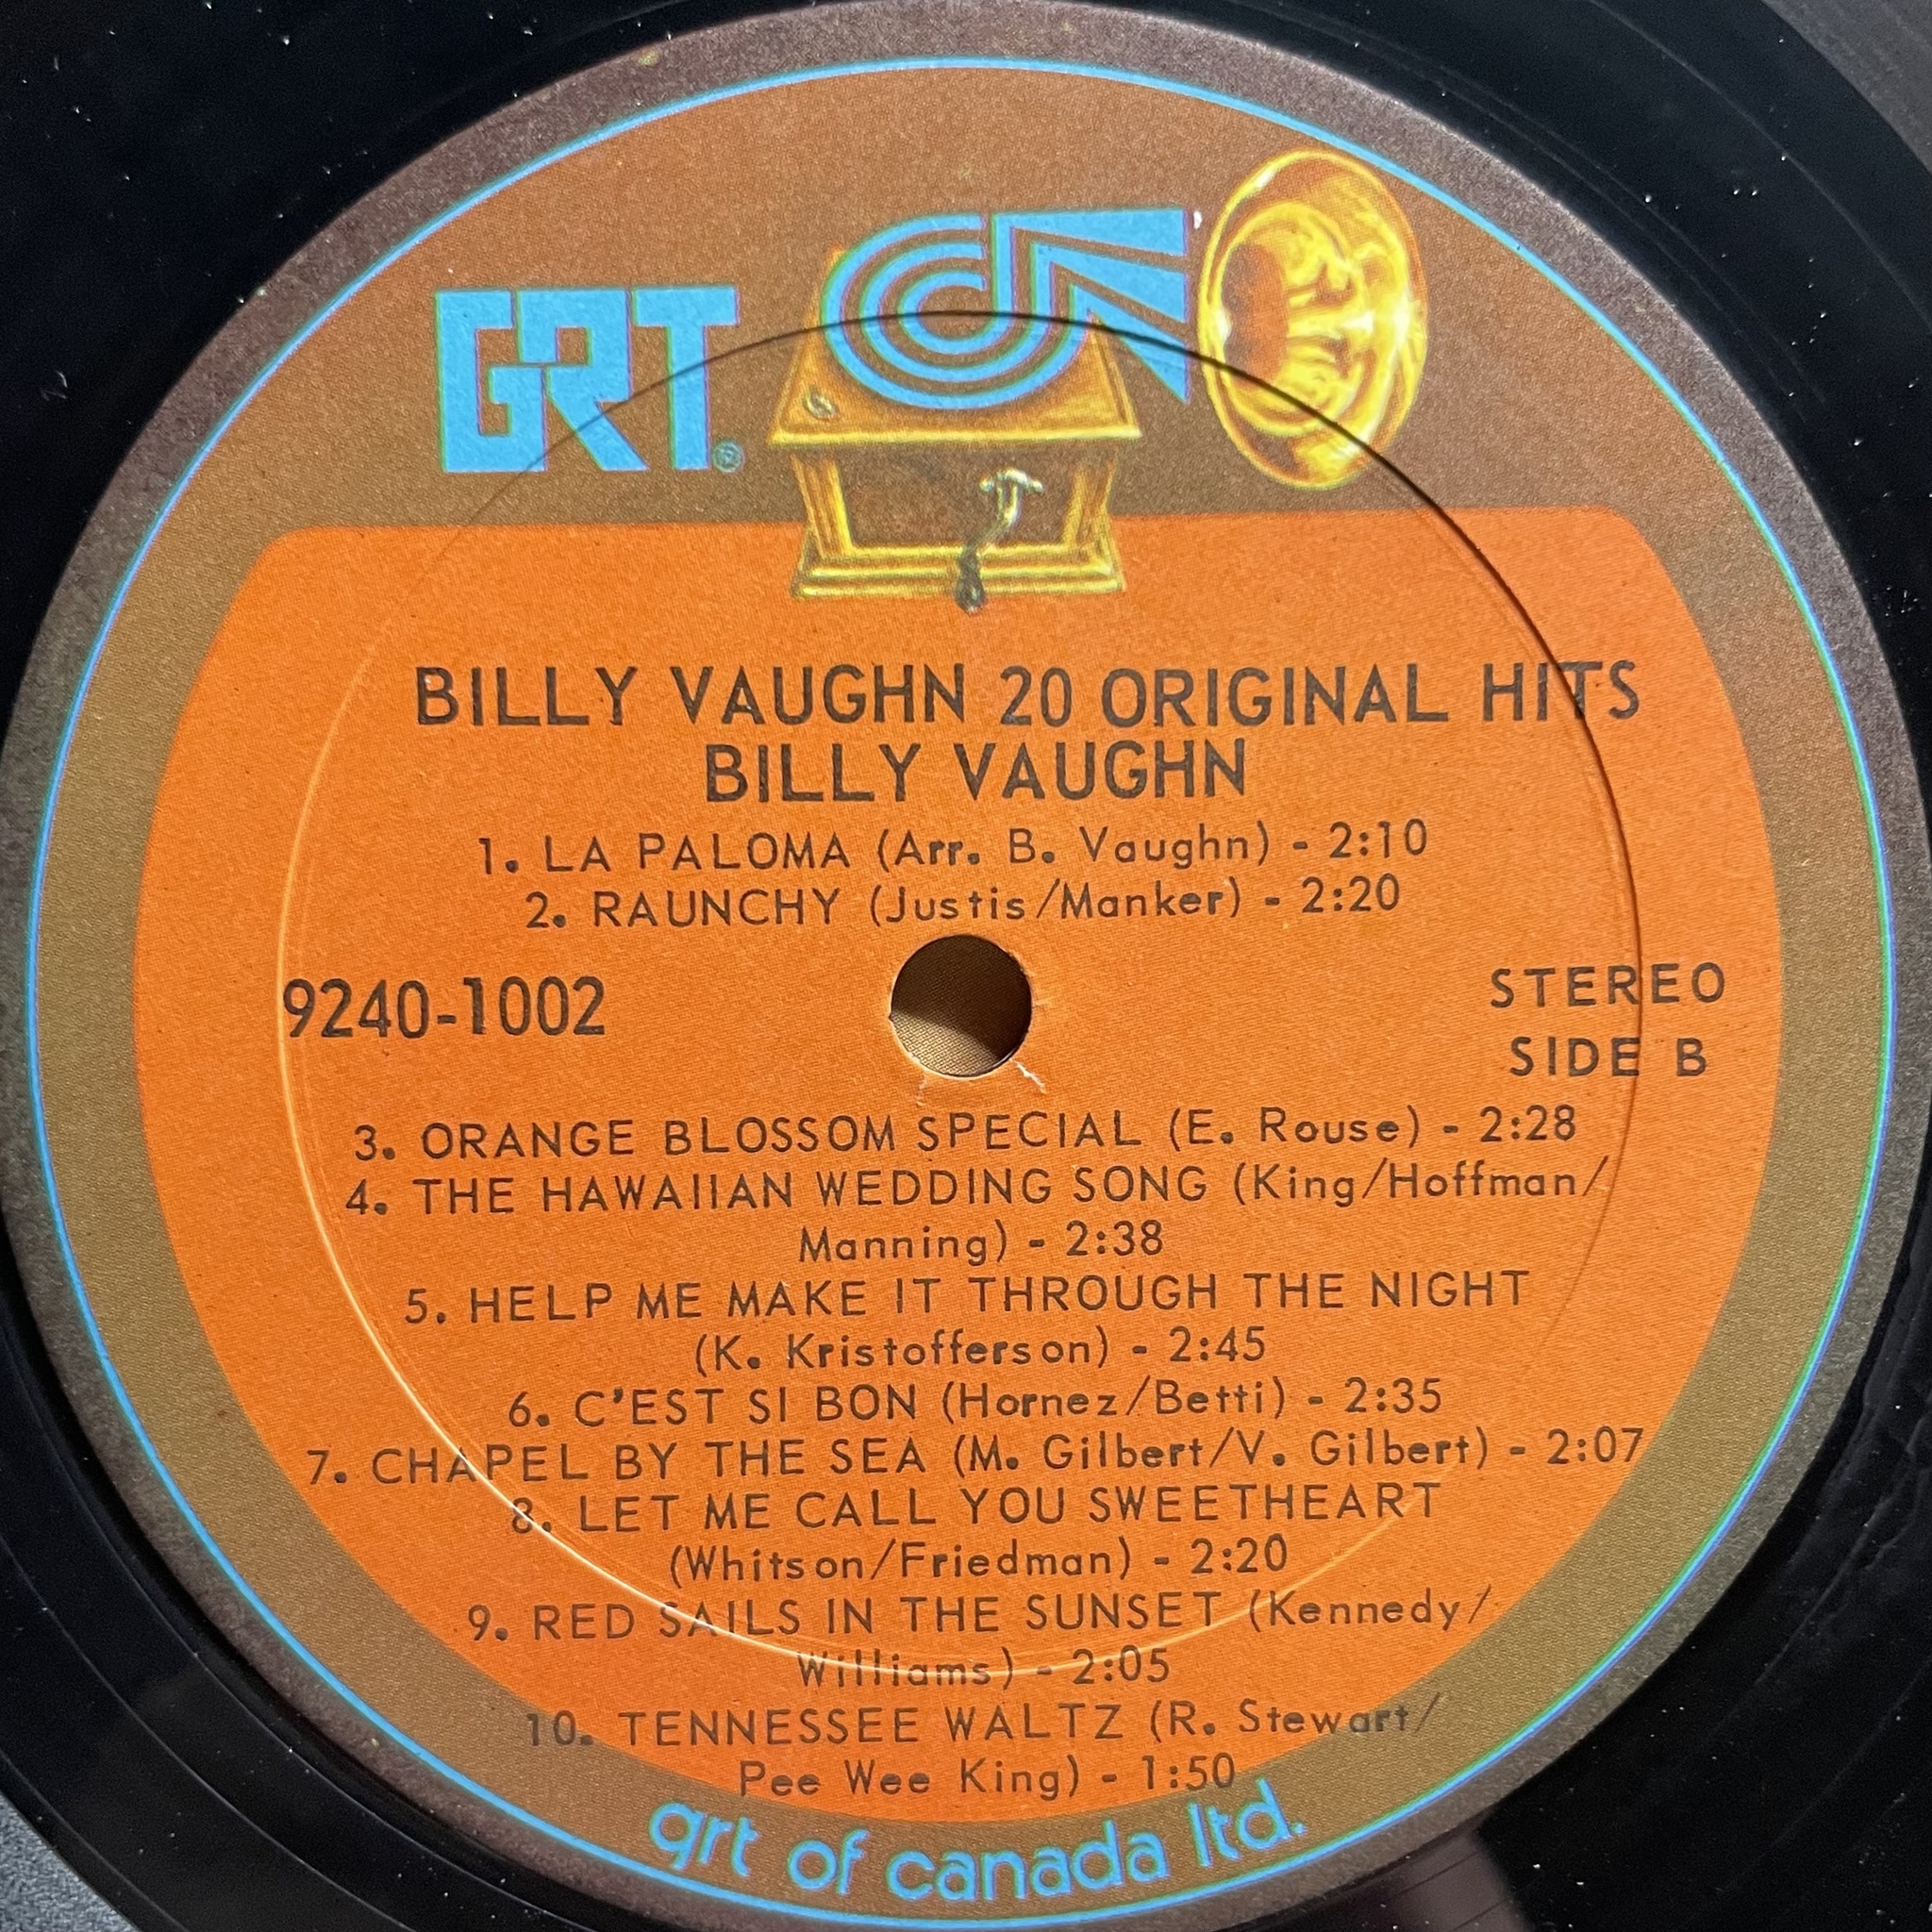 GRT®
BILLY VAUGHN 20 ORIGINAL HITS
BILLY VAUGHN
1. LA PALOMA (Arr. B. Vaughn) - 2:10
2. RAUNCHY (Justis/Manker) - 2:20
9240-1002
STEREO
SIDE B
3. ORANGE BLOSSOM SPECIAL (E. Rouse) - 2:28
4. THE HAWAIIAN WEDDING SONG (King/Hoffman/
Manning) - 2:38
5. HELP ME MAKE IT THROUGH THE NIGHT
(K. Kristofferson) - 2:45
6. C'EST SI BON (Hornez/Betti) - 2:35
7. CHAPEL BY THE SEA (M. Gilbert/V. Gilbert) - 2:07
8. LET ME CALL YOU SWEETHEART
(Whitson/Friedman) - 2:20
9. RED SAILS IN THE SUNSET (Kennedy/
Williams) - 2:05
10. TENNESSEE WALTZ (R. Stewart/
Pee Wee King) - 1:50
grt of canada ltd.